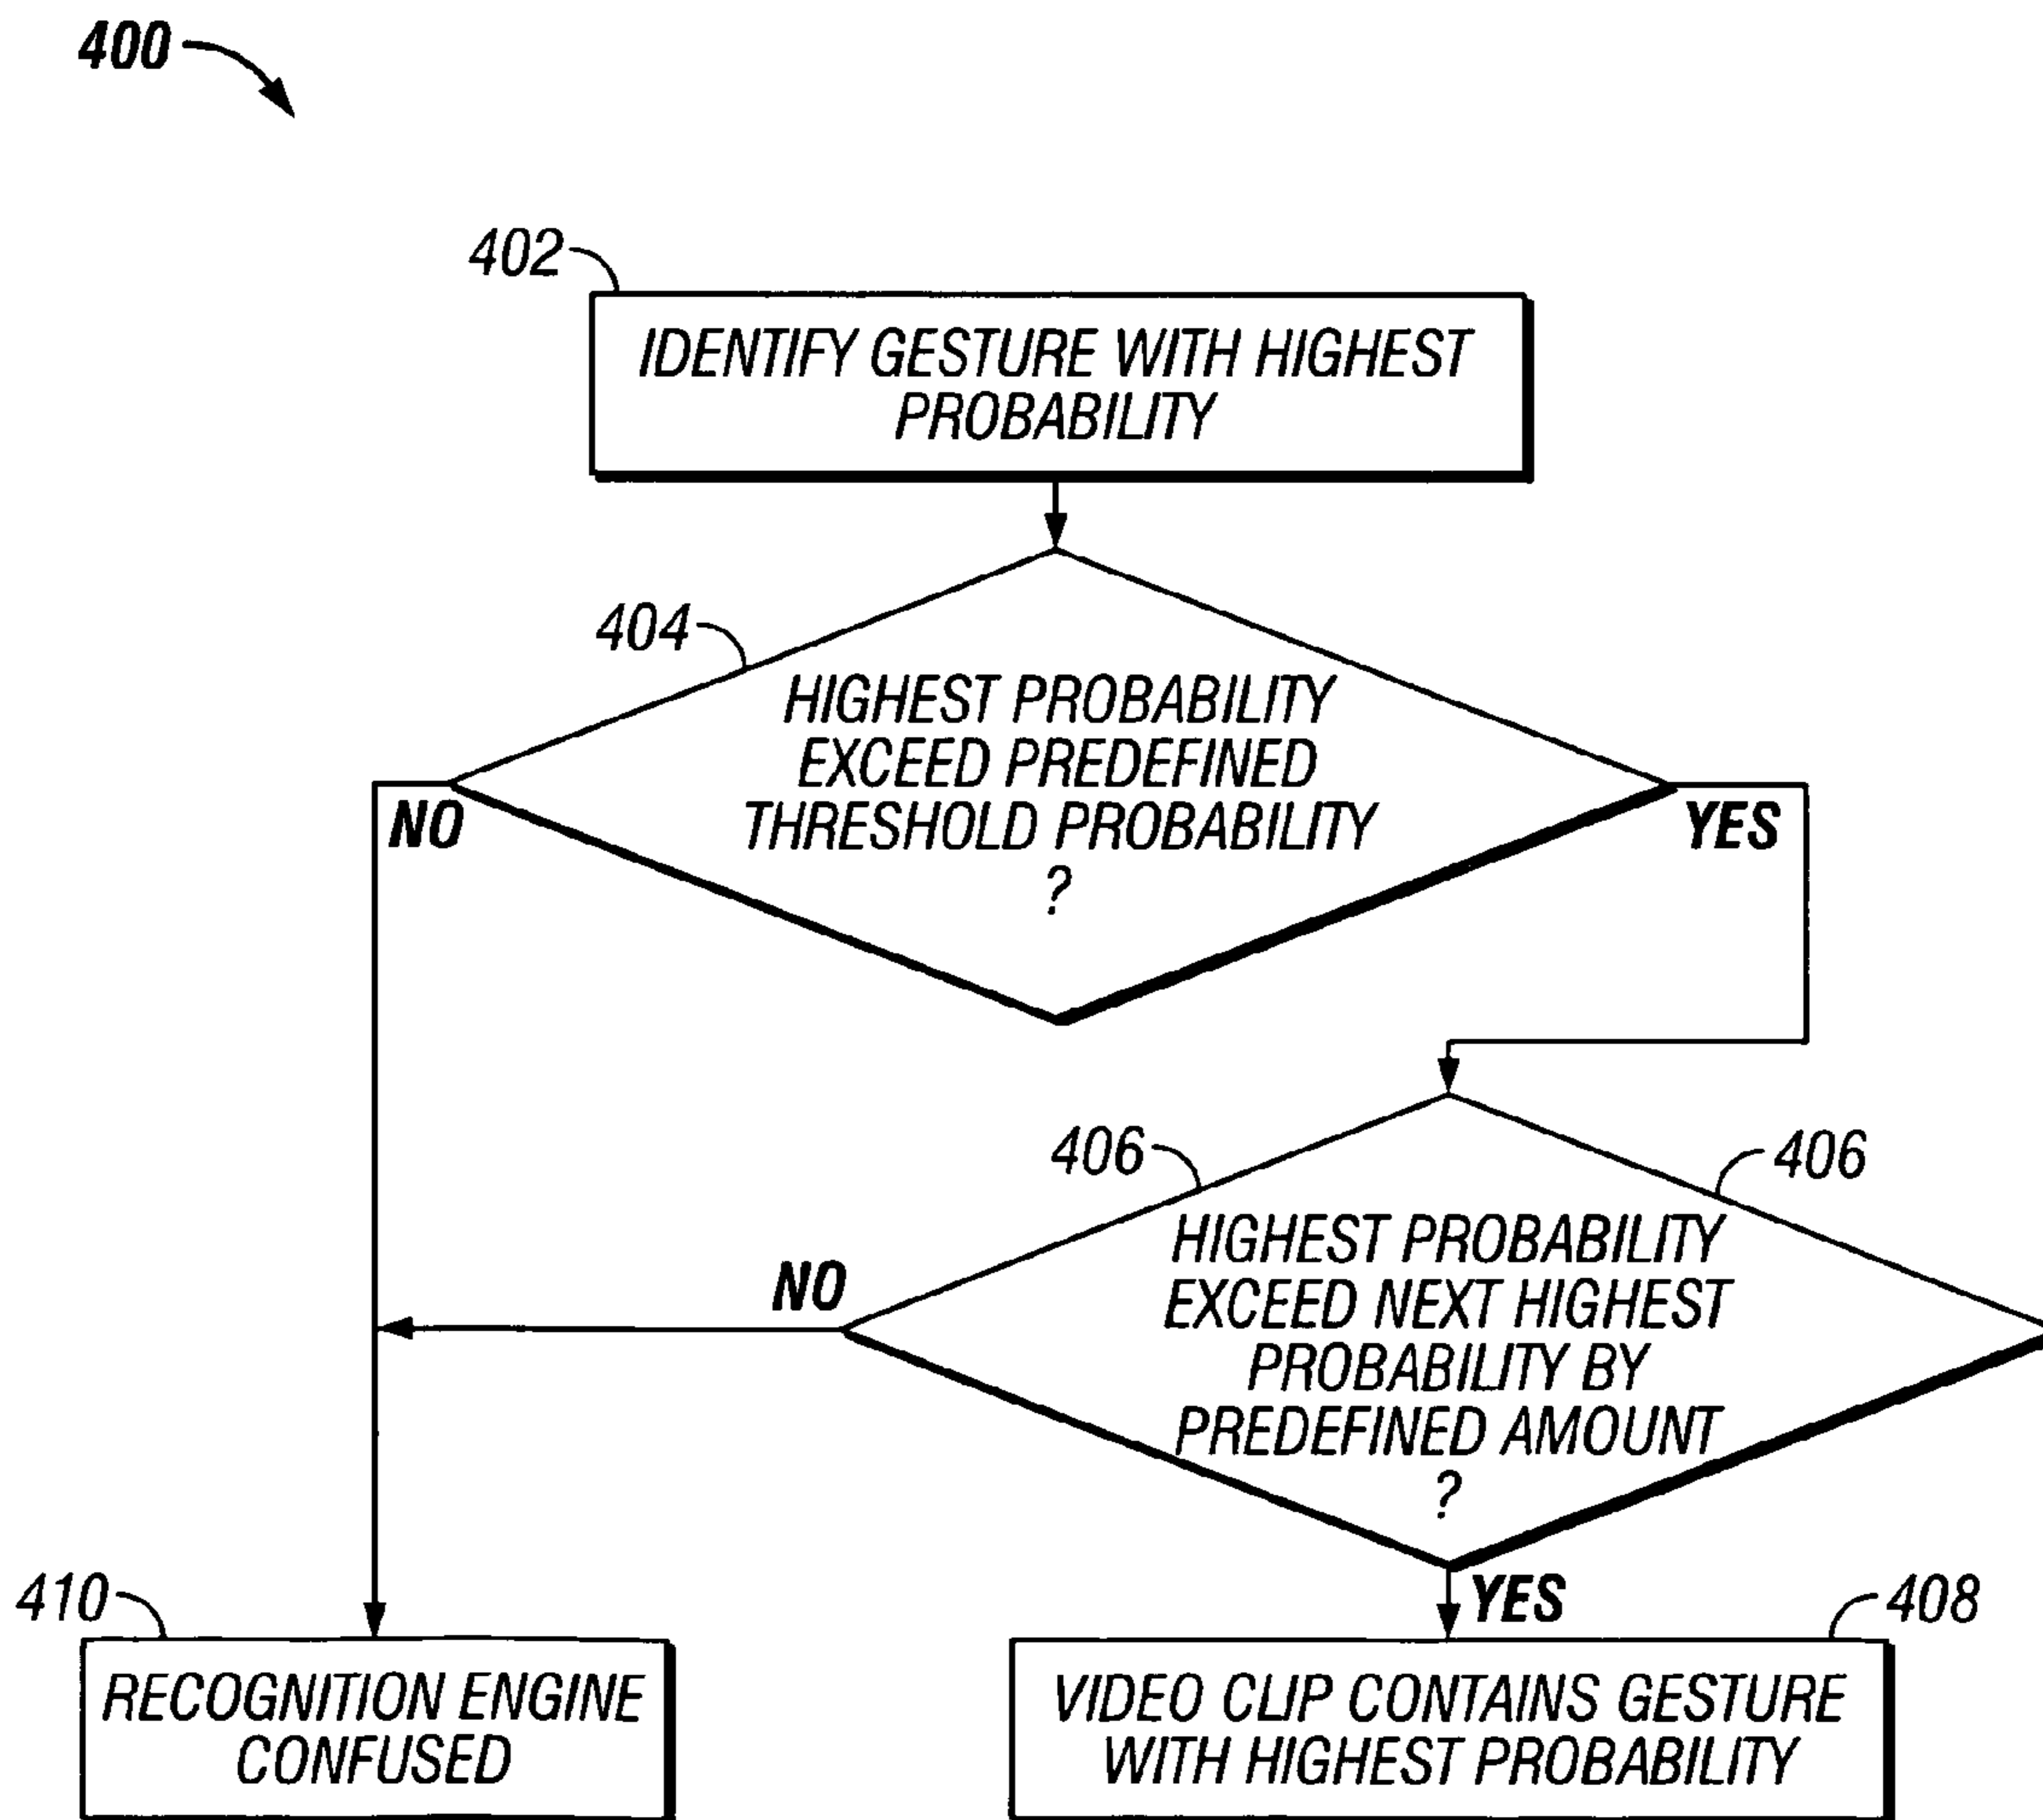 400
402
IDENTIFY GESTURE WITH HIGHEST
PROBABILITY
404
HIGHEST PROBABILITY
EXCEED PREDEFINED
THRESHOLD PROBABILITY
?
NO
YES
406
406
HIGHEST PROBABILITY
EXCEED NEXT HIGHEST
PROBABILITY BY
PREDEFINED AMOUNT
?
NO
YES
410
RECOGNITION ENGINE
CONFUSED
408
VIDEO CLIP CONTAINS GESTURE
WITH HIGHEST PROBABILITY